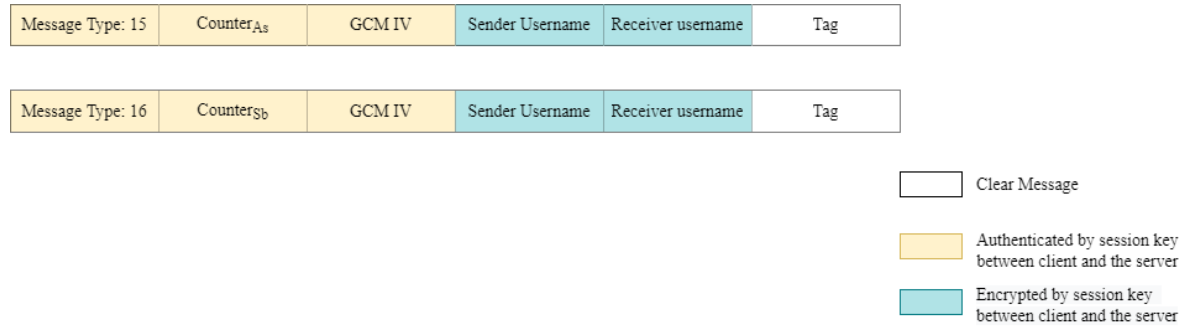 Message Type: 15 CounterAs GCM IV Sender Username Receiver username Tag
Message Type: 16 CounterSb GCM IV Sender Username Receiver username Tag
Clear Message
Authenticated by session key
between client and the server
Encrypted by session key
between client and the server